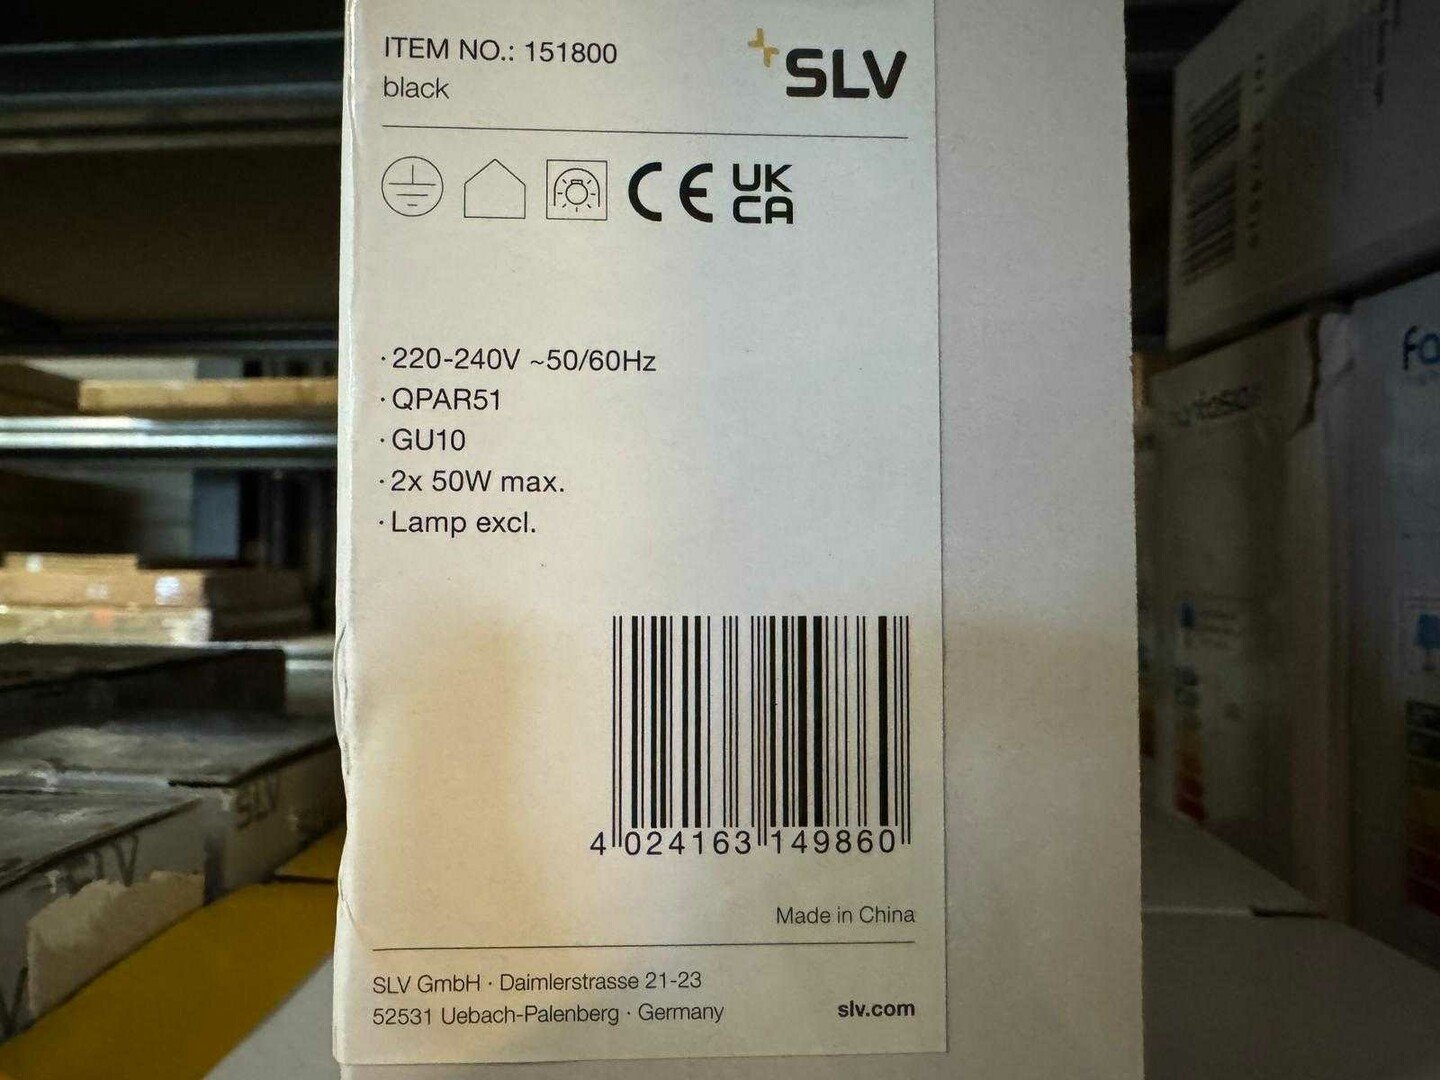 ITEM NO.: 151800
black
SLV
CE
UK
CA
· 220-240V ~50/60Hz
· QPAR51
· GU10
· 2x 50W max.
· Lamp excl.
4 024163 149860
Made in China
SLV GmbH · Daimlerstrasse 21-23
52531 Uebach-Palenberg · Germany
slv.com
SLV